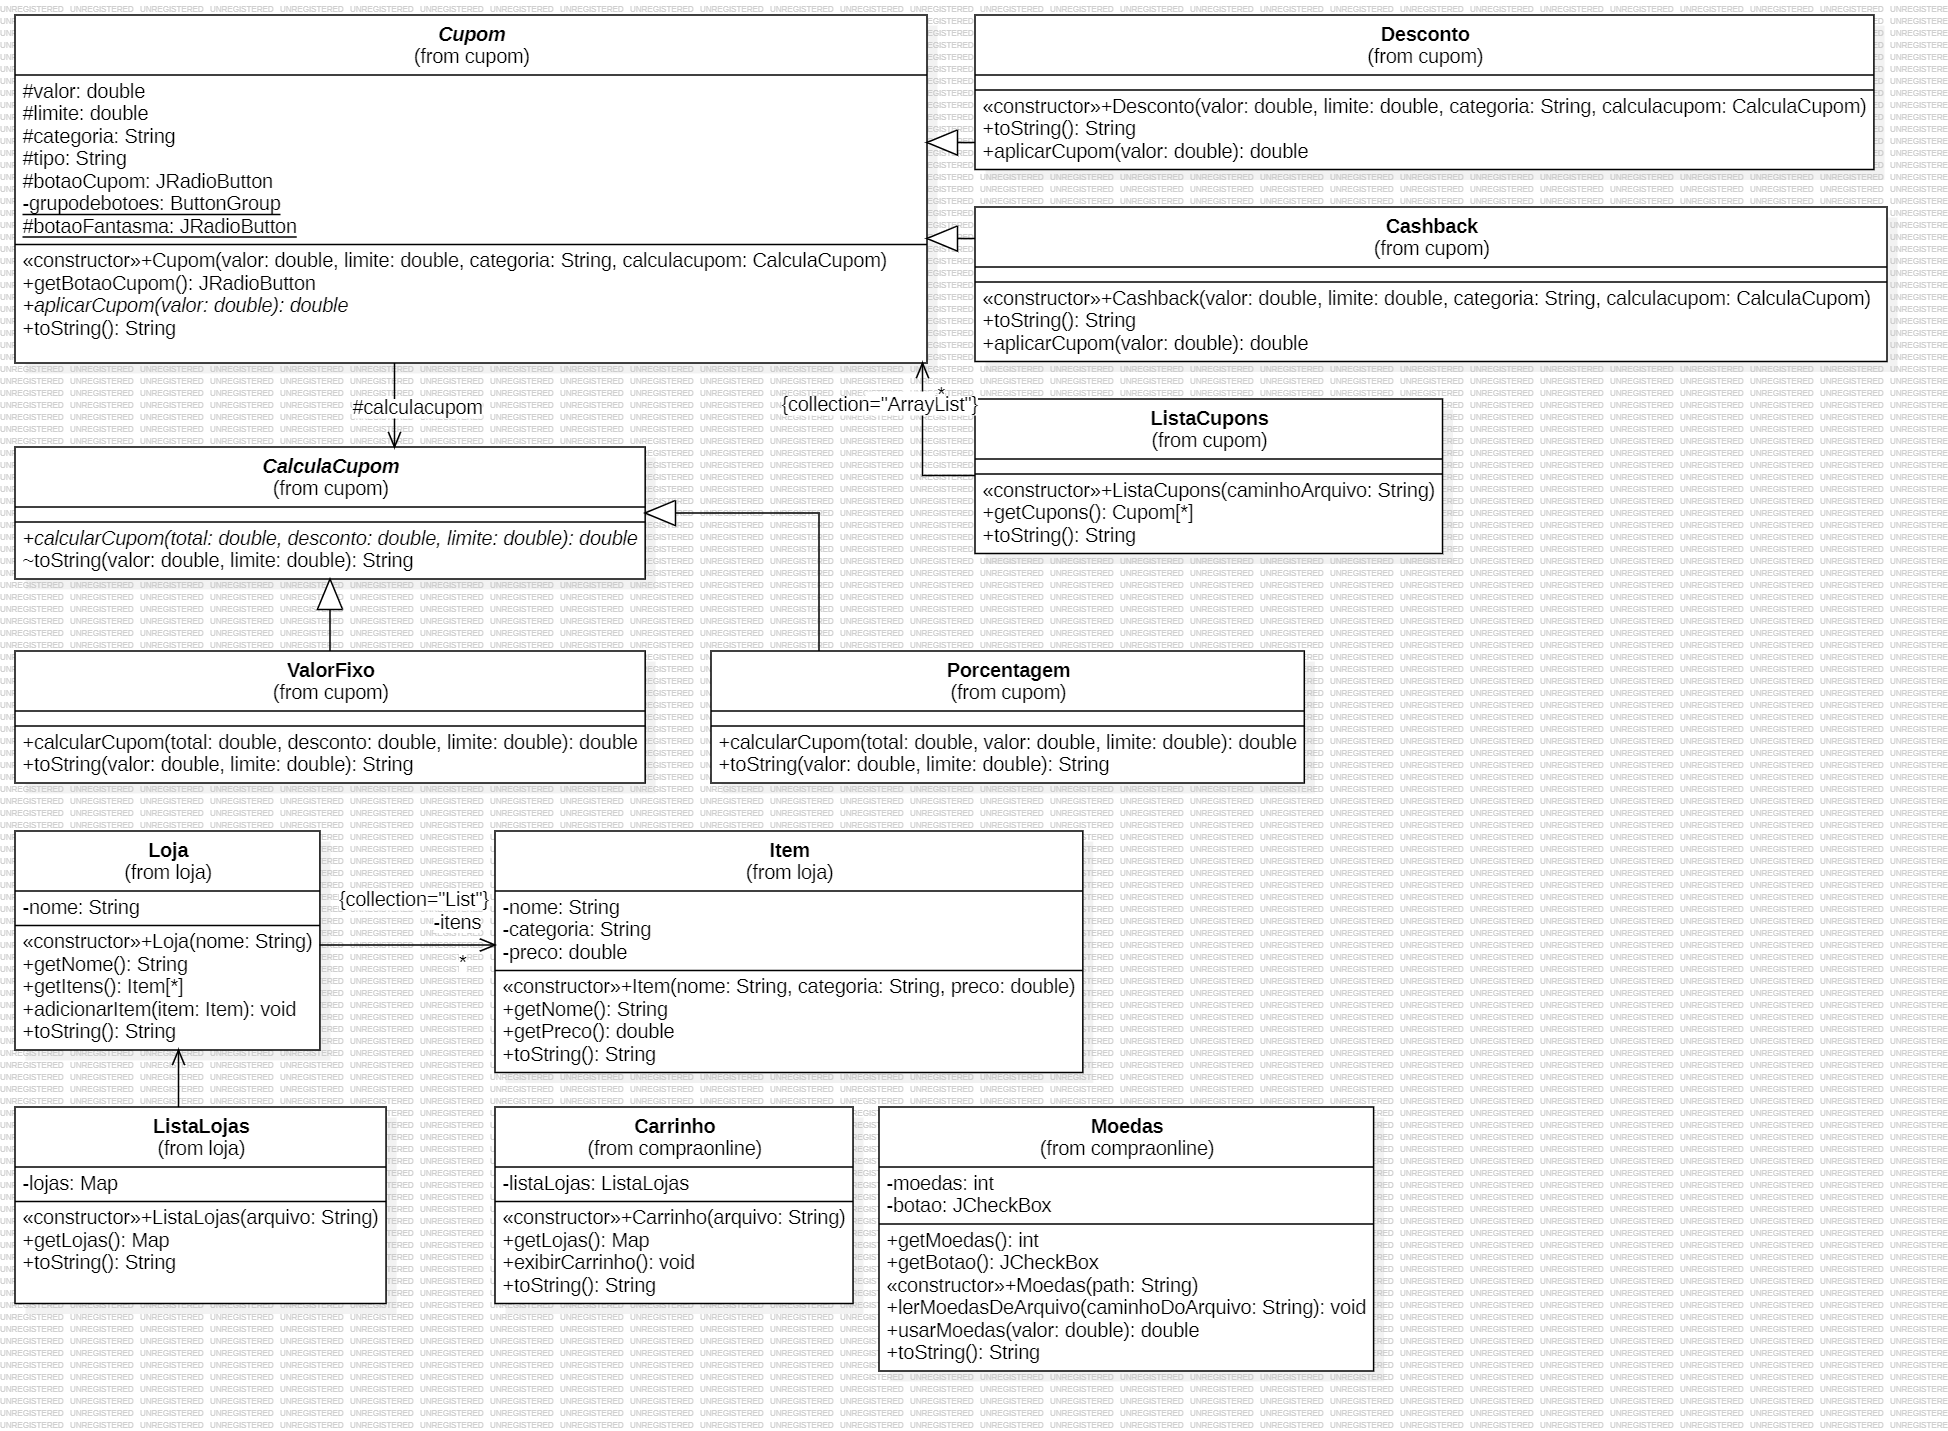 Cupom
(from cupom)
#valor: double
#limite: double
#categoria: String
#tipo: String
#botaoCupom: JRadioButton
-grupodebotoes: ButtonGroup
#botaoFantasma: JRadioButton
«constructor»+Cupom(valor: double, limite: double, categoria: String, calculacupom: CalculaCupom)
+getBotaoCupom(): JRadioButton
+aplicarCupom(valor: double): double
+toString(): String
Desconto
(from cupom)
«constructor»+Desconto(valor: double, limite: double, categoria: String, calculacupom: CalculaCupom)
+toString(): String
+aplicarCupom(valor: double): double
Cashback
(from cupom)
«constructor»+Cashback(valor: double, limite: double, categoria: String, calculacupom: CalculaCupom)
+toString(): String
+aplicarCupom(valor: double): double
#calculacupom
*
{collection="ArrayList"}
ListaCupons
(from cupom)
«constructor»+ListaCupons(caminhoArquivo: String)
+getCupons(): Cupom[*]
+toString(): String
CalculaCupom
(from cupom)
+calcularCupom(total: double, desconto: double, limite: double): double
~toString(valor: double, limite: double): String
ValorFixo
(from cupom)
+calcularCupom(total: double, desconto: double, limite: double): double
+toString(valor: double, limite: double): String
Porcentagem
(from cupom)
+calcularCupom(total: double, valor: double, limite: double): double
+toString(valor: double, limite: double): String
Loja
(from loja)
-nome: String
«constructor»+Loja(nome: String)
+getNome(): String
+getItens(): Item[*]
+adicionarItem(item: Item): void
+toString(): String
{collection="List"}
-itens
*
Item
(from loja)
-nome: String
-categoria: String
-preco: double
«constructor»+Item(nome: String, categoria: String, preco: double)
+getNome(): String
+getPreco(): double
+toString(): String
ListaLojas
(from loja)
-lojas: Map
«constructor»+ListaLojas(arquivo: String)
+getLojas(): Map
+toString(): String
Carrinho
(from compraonline)
-listaLojas: ListaLojas
«constructor»+Carrinho(arquivo: String)
+getLojas(): Map
+exibirCarrinho(): void
+toString(): String
Moedas
(from compraonline)
-moedas: int
-botao: JCheckBox
+getMoedas(): int
+getBotao(): JCheckBox
«constructor»+Moedas(path: String)
+lerMoedasDeArquivo(caminhoDoArquivo: String): void
+usarMoedas(valor: double): double
+toString(): String
UNREGISTERED